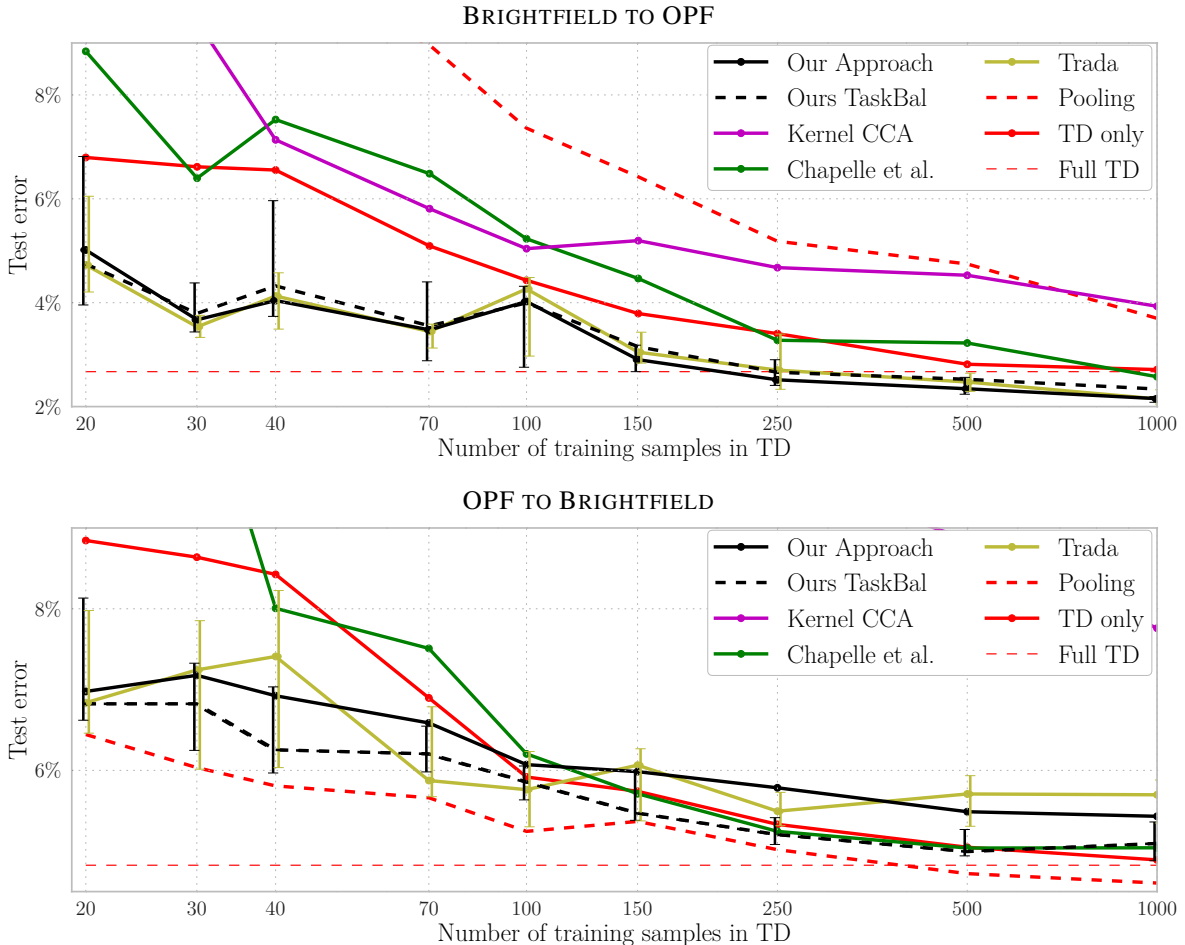 BRIGHTFIELD TO OPF
8%
6%
4%
2%
Test error
Our Approach
Ours TaskBal
Kernel CCA
Chapelle et al.
Trada
Pooling
TD only
Full TD
20 30 40 70 100 150 250 500 1000
Number of training samples in TD
OPF TO BRIGHTFIELD
8%
6%
Test error
Our Approach
Ours TaskBal
Kernel CCA
Chapelle et al.
Trada
Pooling
TD only
Full TD
20 30 40 70 100 150 250 500 1000
Number of training samples in TD